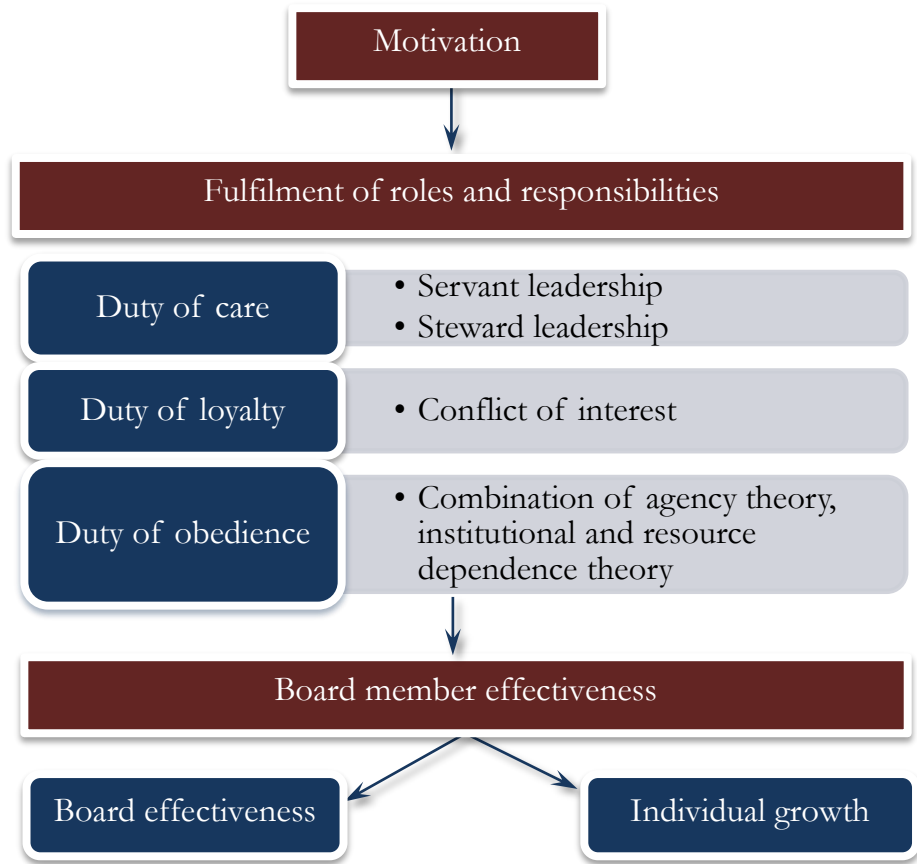 Motivation
Fulfilment of roles and responsibilities
Duty of care
• Servant leadership
• Steward leadership
Duty of loyalty
• Conflict of interest
Duty of obedience
• Combination of agency theory,
institutional and resource
dependence theory
Board member effectiveness
Board effectiveness
Individual growth